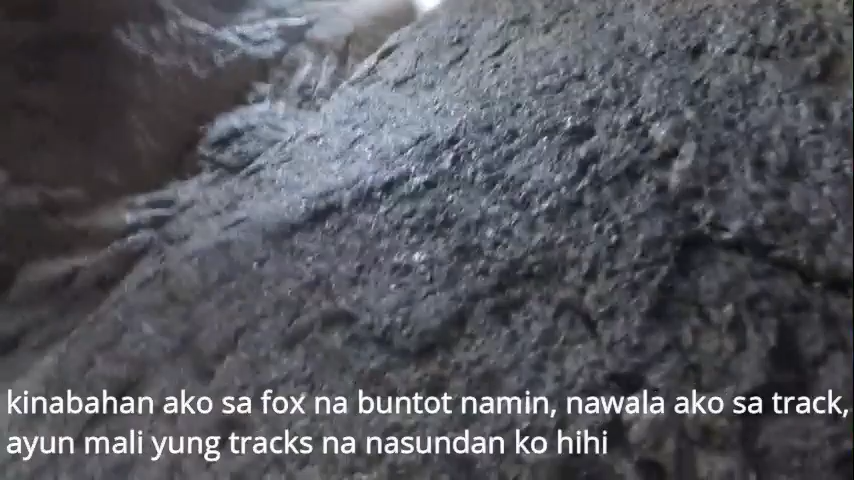 kinabahan ako sa fox na buntot namin, nawala ako sa track,
ayun mali yung tracks na nasundan ko hihi